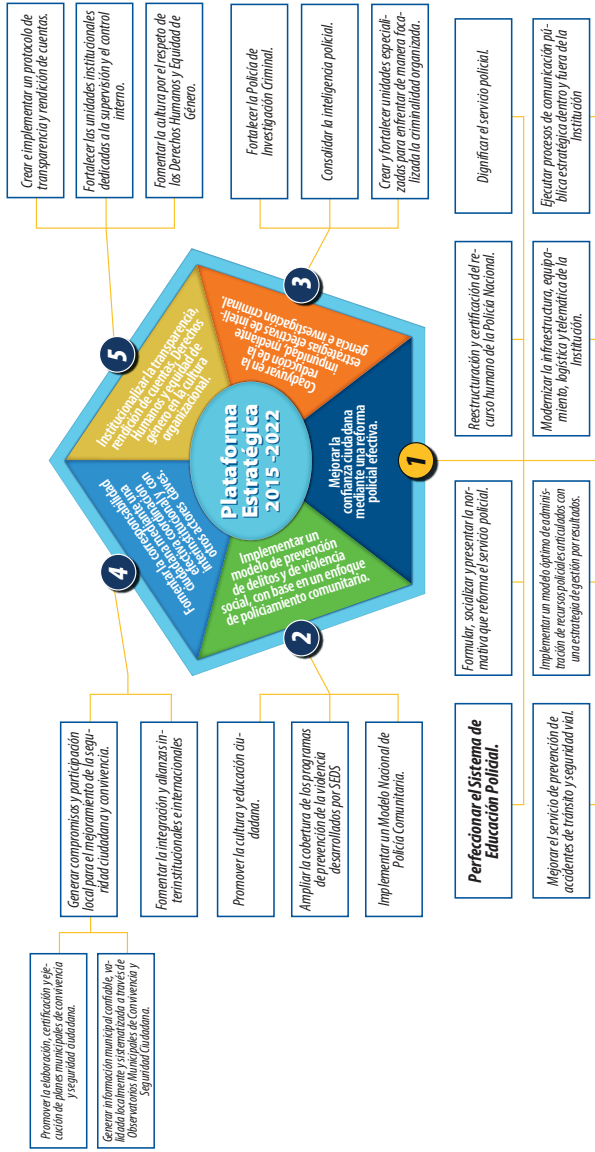 Promover la elaboración, certificación y eje-
cución de planes municipales de convivencia
y seguridad ciudadana.
Generar información municipal confiable, va-
lidada localmente y sistematizada a través de
Observatorios Municipales de Convivencia y
Seguridad Ciudadana.
Generar compromisos y participación
local para el mejoramiento de la segu-
ridad ciudadana y convivencia.
Fomentar la integración y alianzas in-
terinstitucionales e internacionales
Promover la cultura y educación ciu-
dadana.
Ampliar la cobertura de los programas
de prevención de la violencia
desarrollados por SEDS
Implementar un Modelo Nacional de
Policía Comunitaria.
Perfeccionar el Sistema de
Educación Policial.
Mejorar el servicio de prevención de
accidentes de tránsito y seguridad vial.
4
Fomentar la corresponsabilidad
ciudadana mediante una
efectiva coordinación
interinstitucional y con
otros actores claves.
2
Implementar un
modelo de prevención
de delitos y de violencia
social, con base en un enfoque
de policiamiento comunitario.
Plataforma
Estratégica
2015 -2022
5
Institucionalizar la transparencia,
rendición de cuentas, Derechos
Humanos y equidad de
género en la cultura
organizacional.
3
Coadyuvar en la
reducción de la
impunidad, mediante
estrategias efectivas de inteli-
gencia e investigación criminal.
Mejorar la
confianza ciudadana
mediante una reforma
policial efectiva.
1
Formular, socializar y presentar la nor-
mativa que reforma el servicio policial.
Implementar un modelo óptimo de adminis-
tración de recursos policiales articulados con
una estrategia de gestión por resultados.
Reestructuración y certificación del re-
curso humano de la Policía Nacional.
Modernizar la infraestructura, equipa-
miento, logística y telemática de la
Institución.
Crear e implementar un protocolo de
transparencia y rendición de cuentas.
Fortalecer las unidades institucionales
dedicadas a la supervisión y el control
interno.
Fomentar la cultura por el respeto de
los Derechos Humanos y Equidad de
Género.
Fortalecer la Policía de
Investigación Criminal.
Consolidar la inteligencia policial.
Crear y fortalecer unidades especiali-
zadas para enfrentar de manera foca-
lizada la criminalidad organizada.
Dignificar el servicio policial.
Ejecutar procesos de comunicación pú-
blica estratégica dentro y fuera de la
Institución